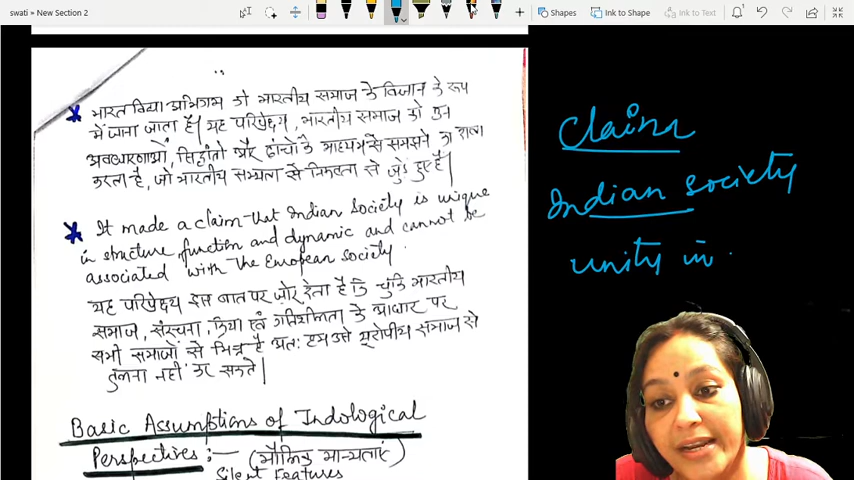 swati » New Section 2
Shapes
Ink to Shape
Ink to Text
भारत विद्या अभिगम को भारतीय समाज के विज्ञान के रूप
में जाना जाता है। यह परिप्रेक्ष्य, भारतीय समाज को उन
अवधारणाओं, सिद्धांतो और ढांचों के माध्यम से समझने का दावा
करता है, जो भारतीय सभ्यता से निकटता से जुड़े हुए है।
It made a claim that Indian Society is unique
in structure, function and dynamic and cannot be
associated with the European Society.
यह परिप्रेक्ष्य इस बात पर ज़ोर देता है कि चूंकि भारतीय
समाज, संरचना, क्रिया एवं गतिशीलता के आधार पर
सभी समाजों से भिन्न है अतः हम उसे यूरोपीय समाज से
तुलना नही कर सकते।
Basic Assumptions of Indological
Perspectives :— (मौलिक मान्यताएं)
Silent Features
Claims
Indian society
unity in